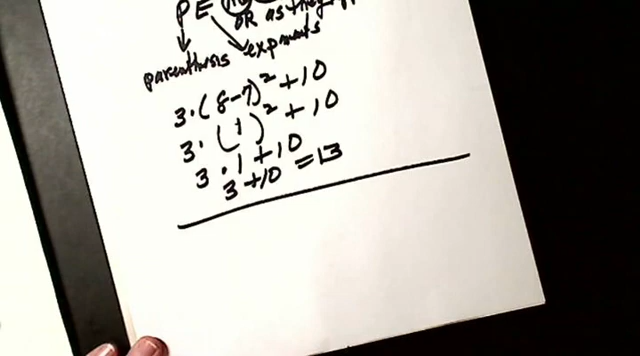 PE
OR as they
parenthesis exponents
3·(8-7)² +10
3·(1)² +10
3·1 +10
3+10 =13